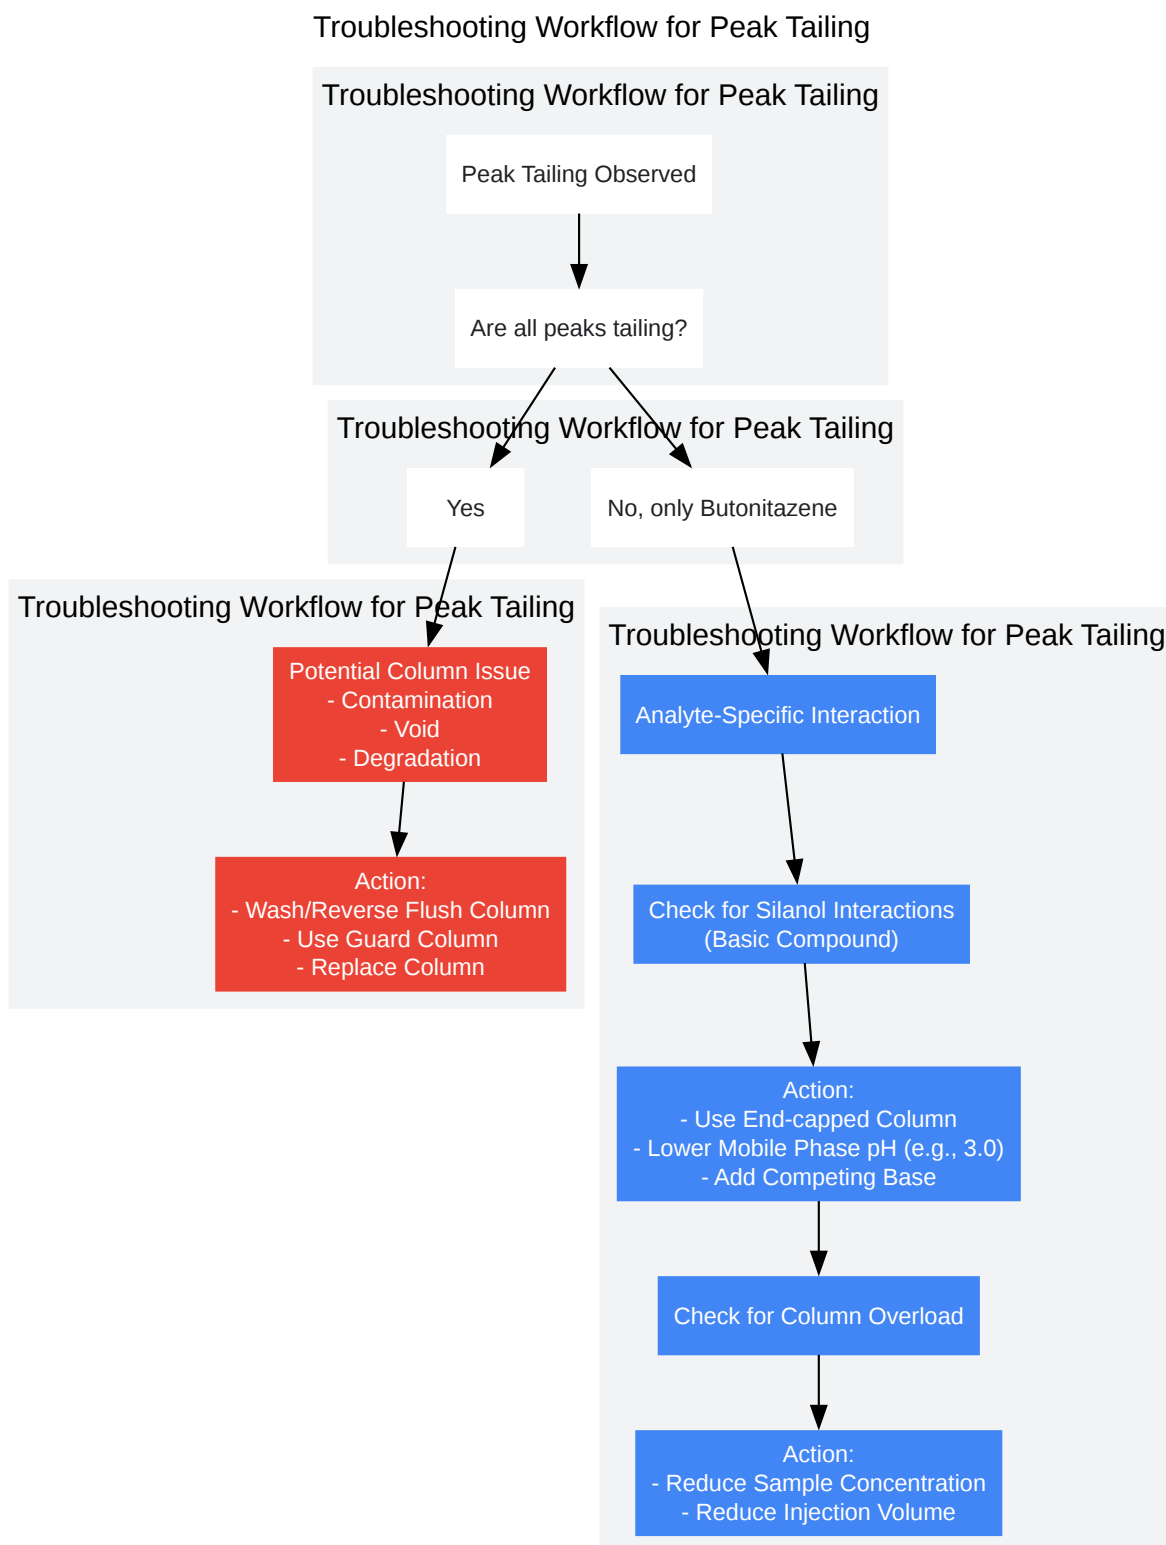 Troubleshooting Workflow for Peak Tailing
Troubleshooting Workflow for Peak Tailing
Peak Tailing Observed
Are all peaks tailing?
Troubleshooting Workflow for Peak Tailing
Yes
No, only Butonitazene
Troubleshooting Workflow for Peak Tailing
Potential Column Issue
- Contamination
- Void
- Degradation
Action:
- Wash/Reverse Flush Column
- Use Guard Column
- Replace Column
Troubleshooting Workflow for Peak Tailing
Analyte-Specific Interaction
Check for Silanol Interactions
(Basic Compound)
Action:
- Use End-capped Column
- Lower Mobile Phase pH (e.g., 3.0)
- Add Competing Base
Check for Column Overload
Action:
- Reduce Sample Concentration
- Reduce Injection Volume